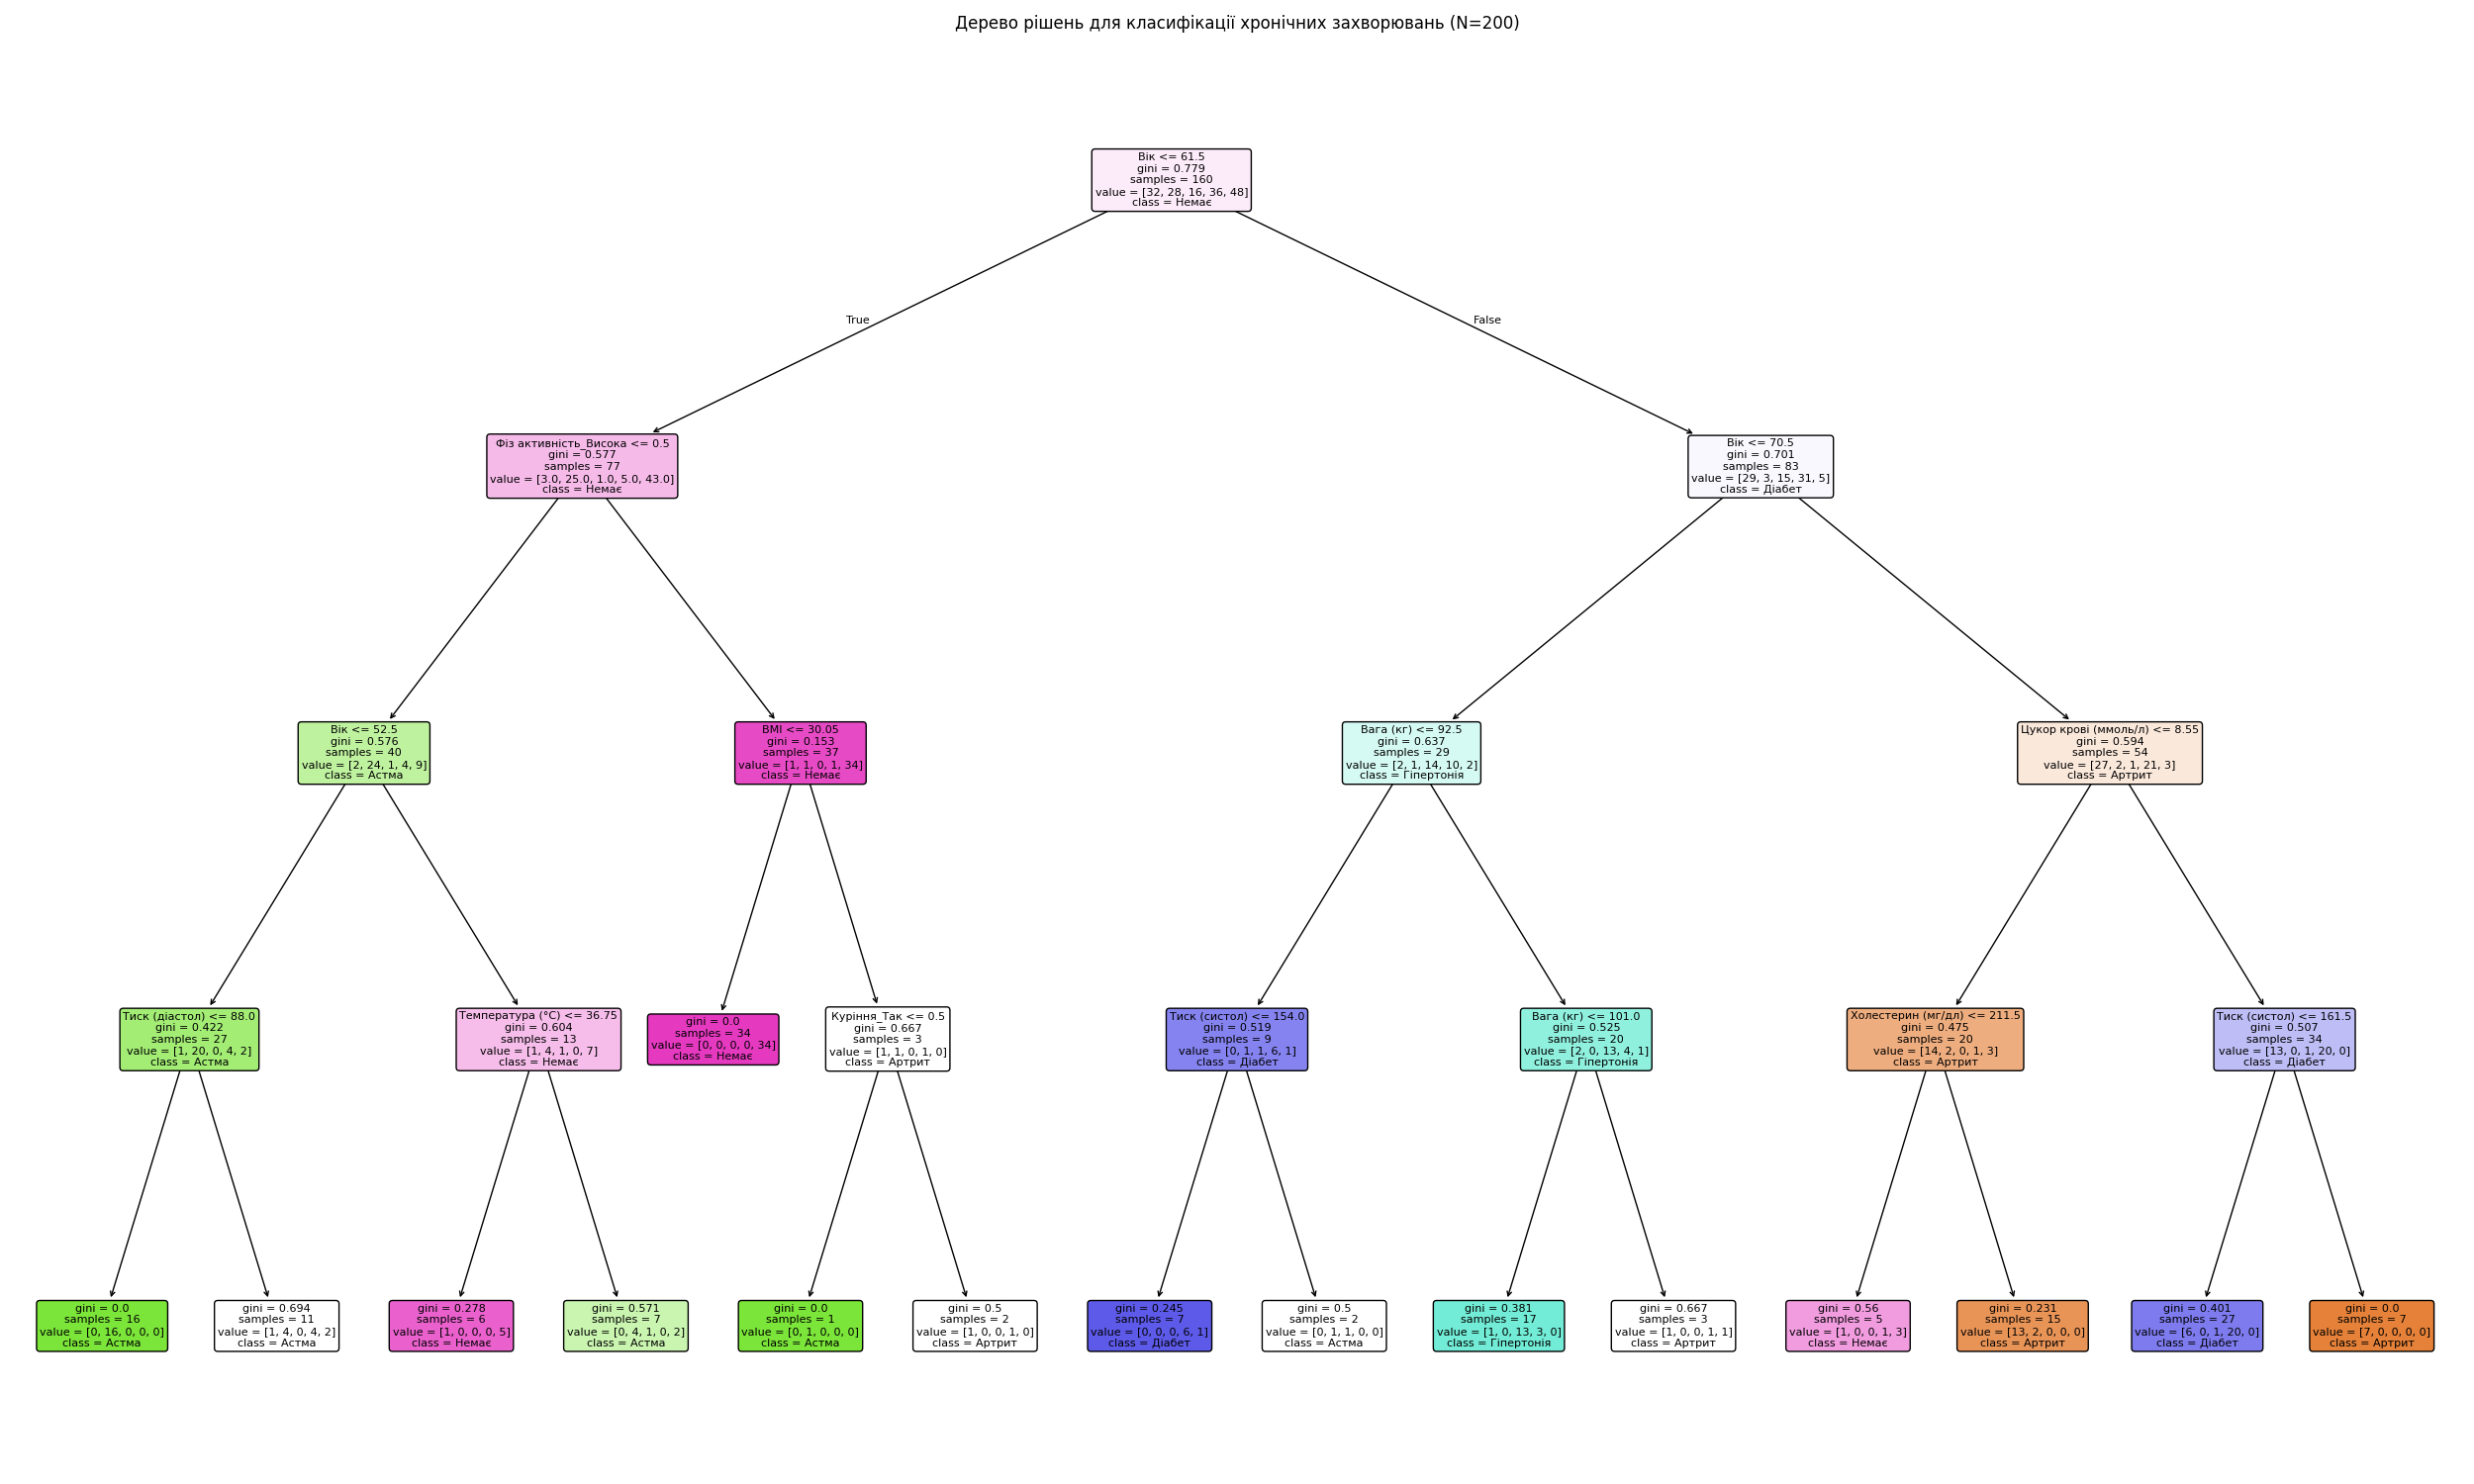 Дерево рішень для класифікації хронічних захворювань (N=200)
Вік <= 61.5
gini = 0.779
samples = 160
value = [32, 28, 16, 36, 48]
class = Немає
True
False
Фіз активність_Висока <= 0.5
gini = 0.577
samples = 77
value = [3.0, 25.0, 1.0, 5.0, 43.0]
class = Немає
Вік <= 70.5
gini = 0.701
samples = 83
value = [29, 3, 15, 31, 5]
class = Діабет
Вік <= 52.5
gini = 0.576
samples = 40
value = [2, 24, 1, 4, 9]
class = Астма
BMI <= 30.05
gini = 0.153
samples = 37
value = [1, 1, 0, 1, 34]
class = Немає
Вага (кг) <= 92.5
gini = 0.637
samples = 29
value = [2, 1, 14, 10, 2]
class = Гіпертонія
Цукор крові (ммоль/л) <= 8.55
gini = 0.594
samples = 54
value = [27, 2, 1, 21, 3]
class = Артрит
Тиск (діастол) <= 88.0
gini = 0.422
samples = 27
value = [1, 20, 0, 4, 2]
class = Астма
Температура (°C) <= 36.75
gini = 0.604
samples = 13
value = [1, 4, 1, 0, 7]
class = Немає
gini = 0.0
samples = 34
value = [0, 0, 0, 0, 34]
class = Немає
Куріння_Так <= 0.5
gini = 0.667
samples = 3
value = [1, 1, 0, 1, 0]
class = Артрит
Тиск (систол) <= 154.0
gini = 0.519
samples = 9
value = [0, 1, 1, 6, 1]
class = Діабет
Вага (кг) <= 101.0
gini = 0.525
samples = 20
value = [2, 0, 13, 4, 1]
class = Гіпертонія
Холестерин (мг/дл) <= 211.5
gini = 0.475
samples = 20
value = [14, 2, 0, 1, 3]
class = Артрит
Тиск (систол) <= 161.5
gini = 0.507
samples = 34
value = [13, 0, 1, 20, 0]
class = Діабет
gini = 0.0
samples = 16
value = [0, 16, 0, 0, 0]
class = Астма
gini = 0.694
samples = 11
value = [1, 4, 0, 4, 2]
class = Астма
gini = 0.278
samples = 6
value = [1, 0, 0, 0, 5]
class = Немає
gini = 0.571
samples = 7
value = [0, 4, 1, 0, 2]
class = Астма
gini = 0.0
samples = 1
value = [0, 1, 0, 0, 0]
class = Астма
gini = 0.5
samples = 2
value = [1, 0, 0, 1, 0]
class = Артрит
gini = 0.245
samples = 7
value = [0, 0, 0, 6, 1]
class = Діабет
gini = 0.5
samples = 2
value = [0, 1, 1, 0, 0]
class = Астма
gini = 0.381
samples = 17
value = [1, 0, 13, 3, 0]
class = Гіпертонія
gini = 0.667
samples = 3
value = [1, 0, 0, 1, 1]
class = Артрит
gini = 0.56
samples = 5
value = [1, 0, 0, 1, 3]
class = Немає
gini = 0.231
samples = 15
value = [13, 2, 0, 0, 0]
class = Артрит
gini = 0.401
samples = 27
value = [6, 0, 1, 20, 0]
class = Діабет
gini = 0.0
samples = 7
value = [7, 0, 0, 0, 0]
class = Артрит